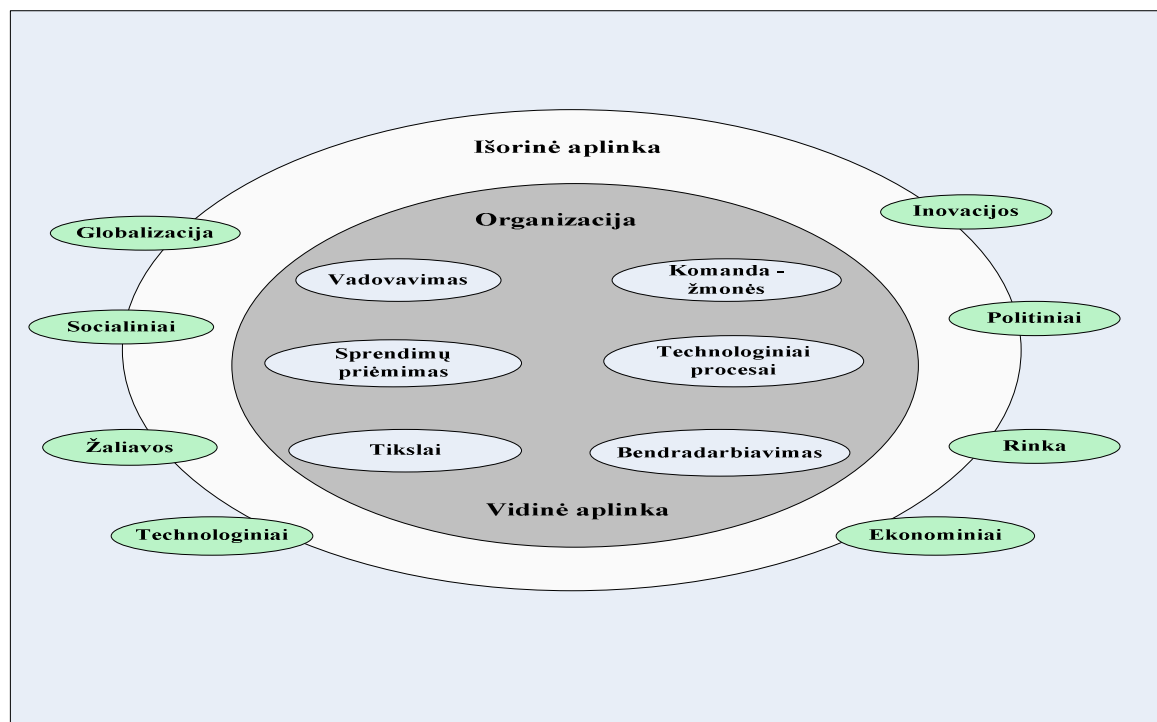 Išorinė aplinka
Organizacija
Inovacijos
Globalizacija
Vadovavimas
Komanda -
žmonės
Socialiniai
Politiniai
Sprendimų
priėmimas
Technologiniai
procesai
Žaliavos
Tikslai
Bendradarbiavimas
Rinka
Vidinė aplinka
Technologiniai
Ekonominiai